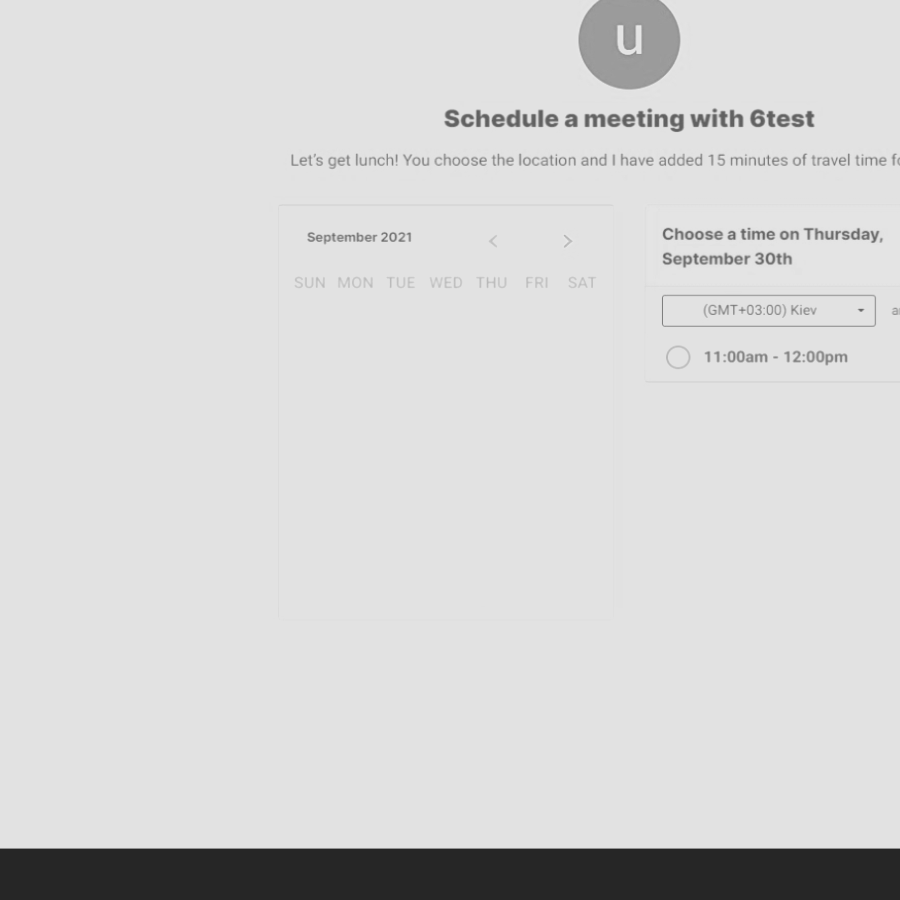 u
Schedule a meeting with 6test
Let's get lunch! You choose the location and I have added 15 minutes of travel time
September 2021
SUN MON TUE WED THU FRI SAT
Choose a time on Thursday,
September 30th
(GMT+03:00) Kiev
11:00am - 12:00pm